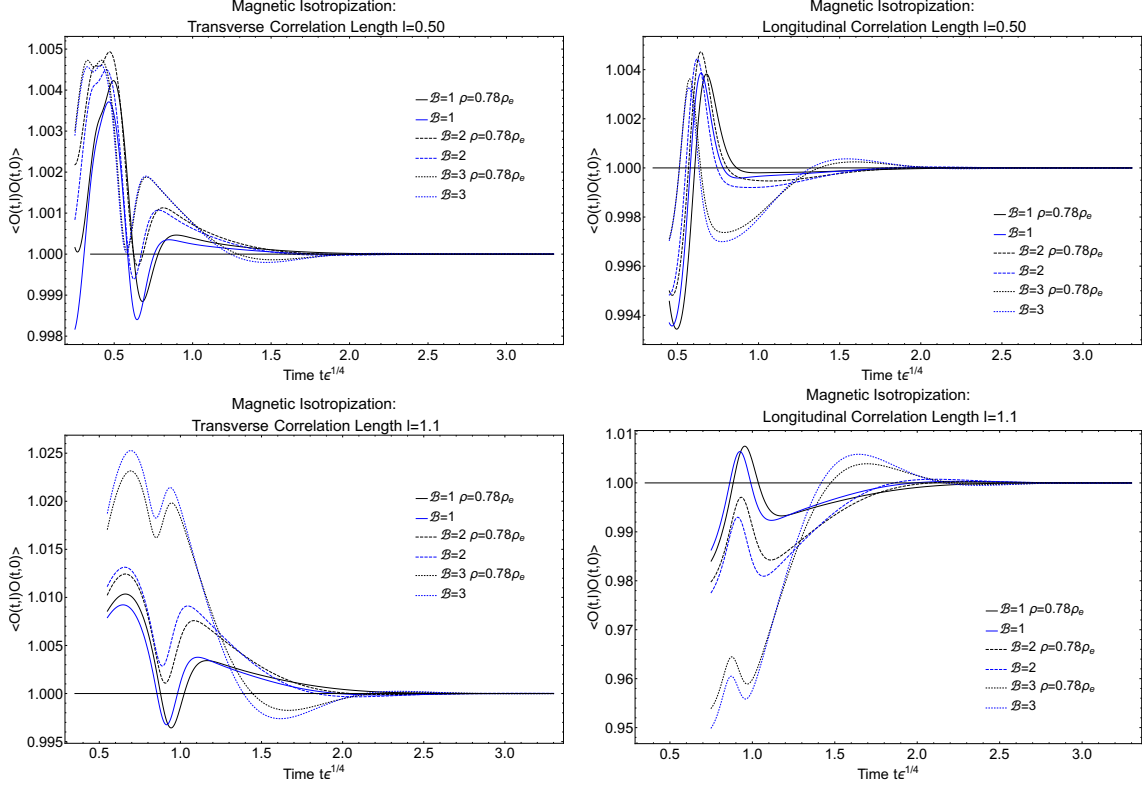 Magnetic Isotropization:
Transverse Correlation Length l=0.50
<O(t,l)O(t,0)>
1.005
1.004
1.003
1.002
1.001
1.000
0.999
0.998
ℬ=1 ρ=0.78ρₑ
ℬ=1
ℬ=2 ρ=0.78ρₑ
ℬ=2
ℬ=3 ρ=0.78ρₑ
ℬ=3
0.5 1.0 1.5 2.0 2.5 3.0
Time tϵ^1/4
Magnetic Isotropization:
Longitudinal Correlation Length l=0.50
<O(t,l)O(t,0)>
1.004
1.002
1.000
0.998
0.996
0.994
ℬ=1 ρ=0.78ρₑ
ℬ=1
ℬ=2 ρ=0.78ρₑ
ℬ=2
ℬ=3 ρ=0.78ρₑ
ℬ=3
0.5 1.0 1.5 2.0 2.5 3.0
Time tϵ^1/4
Magnetic Isotropization:
Transverse Correlation Length l=1.1
<O(t,l)O(t,0)>
1.025
1.020
1.015
1.010
1.005
1.000
0.995
ℬ=1 ρ=0.78ρₑ
ℬ=1
ℬ=2 ρ=0.78ρₑ
ℬ=2
ℬ=3 ρ=0.78ρₑ
ℬ=3
0.5 1.0 1.5 2.0 2.5 3.0
Time tϵ^1/4
Magnetic Isotropization:
Longitudinal Correlation Length l=1.1
<O(t,l)O(t,0)>
1.01
1.00
0.99
0.98
0.97
0.96
0.95
ℬ=1 ρ=0.78ρₑ
ℬ=1
ℬ=2 ρ=0.78ρₑ
ℬ=2
ℬ=3 ρ=0.78ρₑ
ℬ=3
0.5 1.0 1.5 2.0 2.5 3.0
Time tϵ^1/4